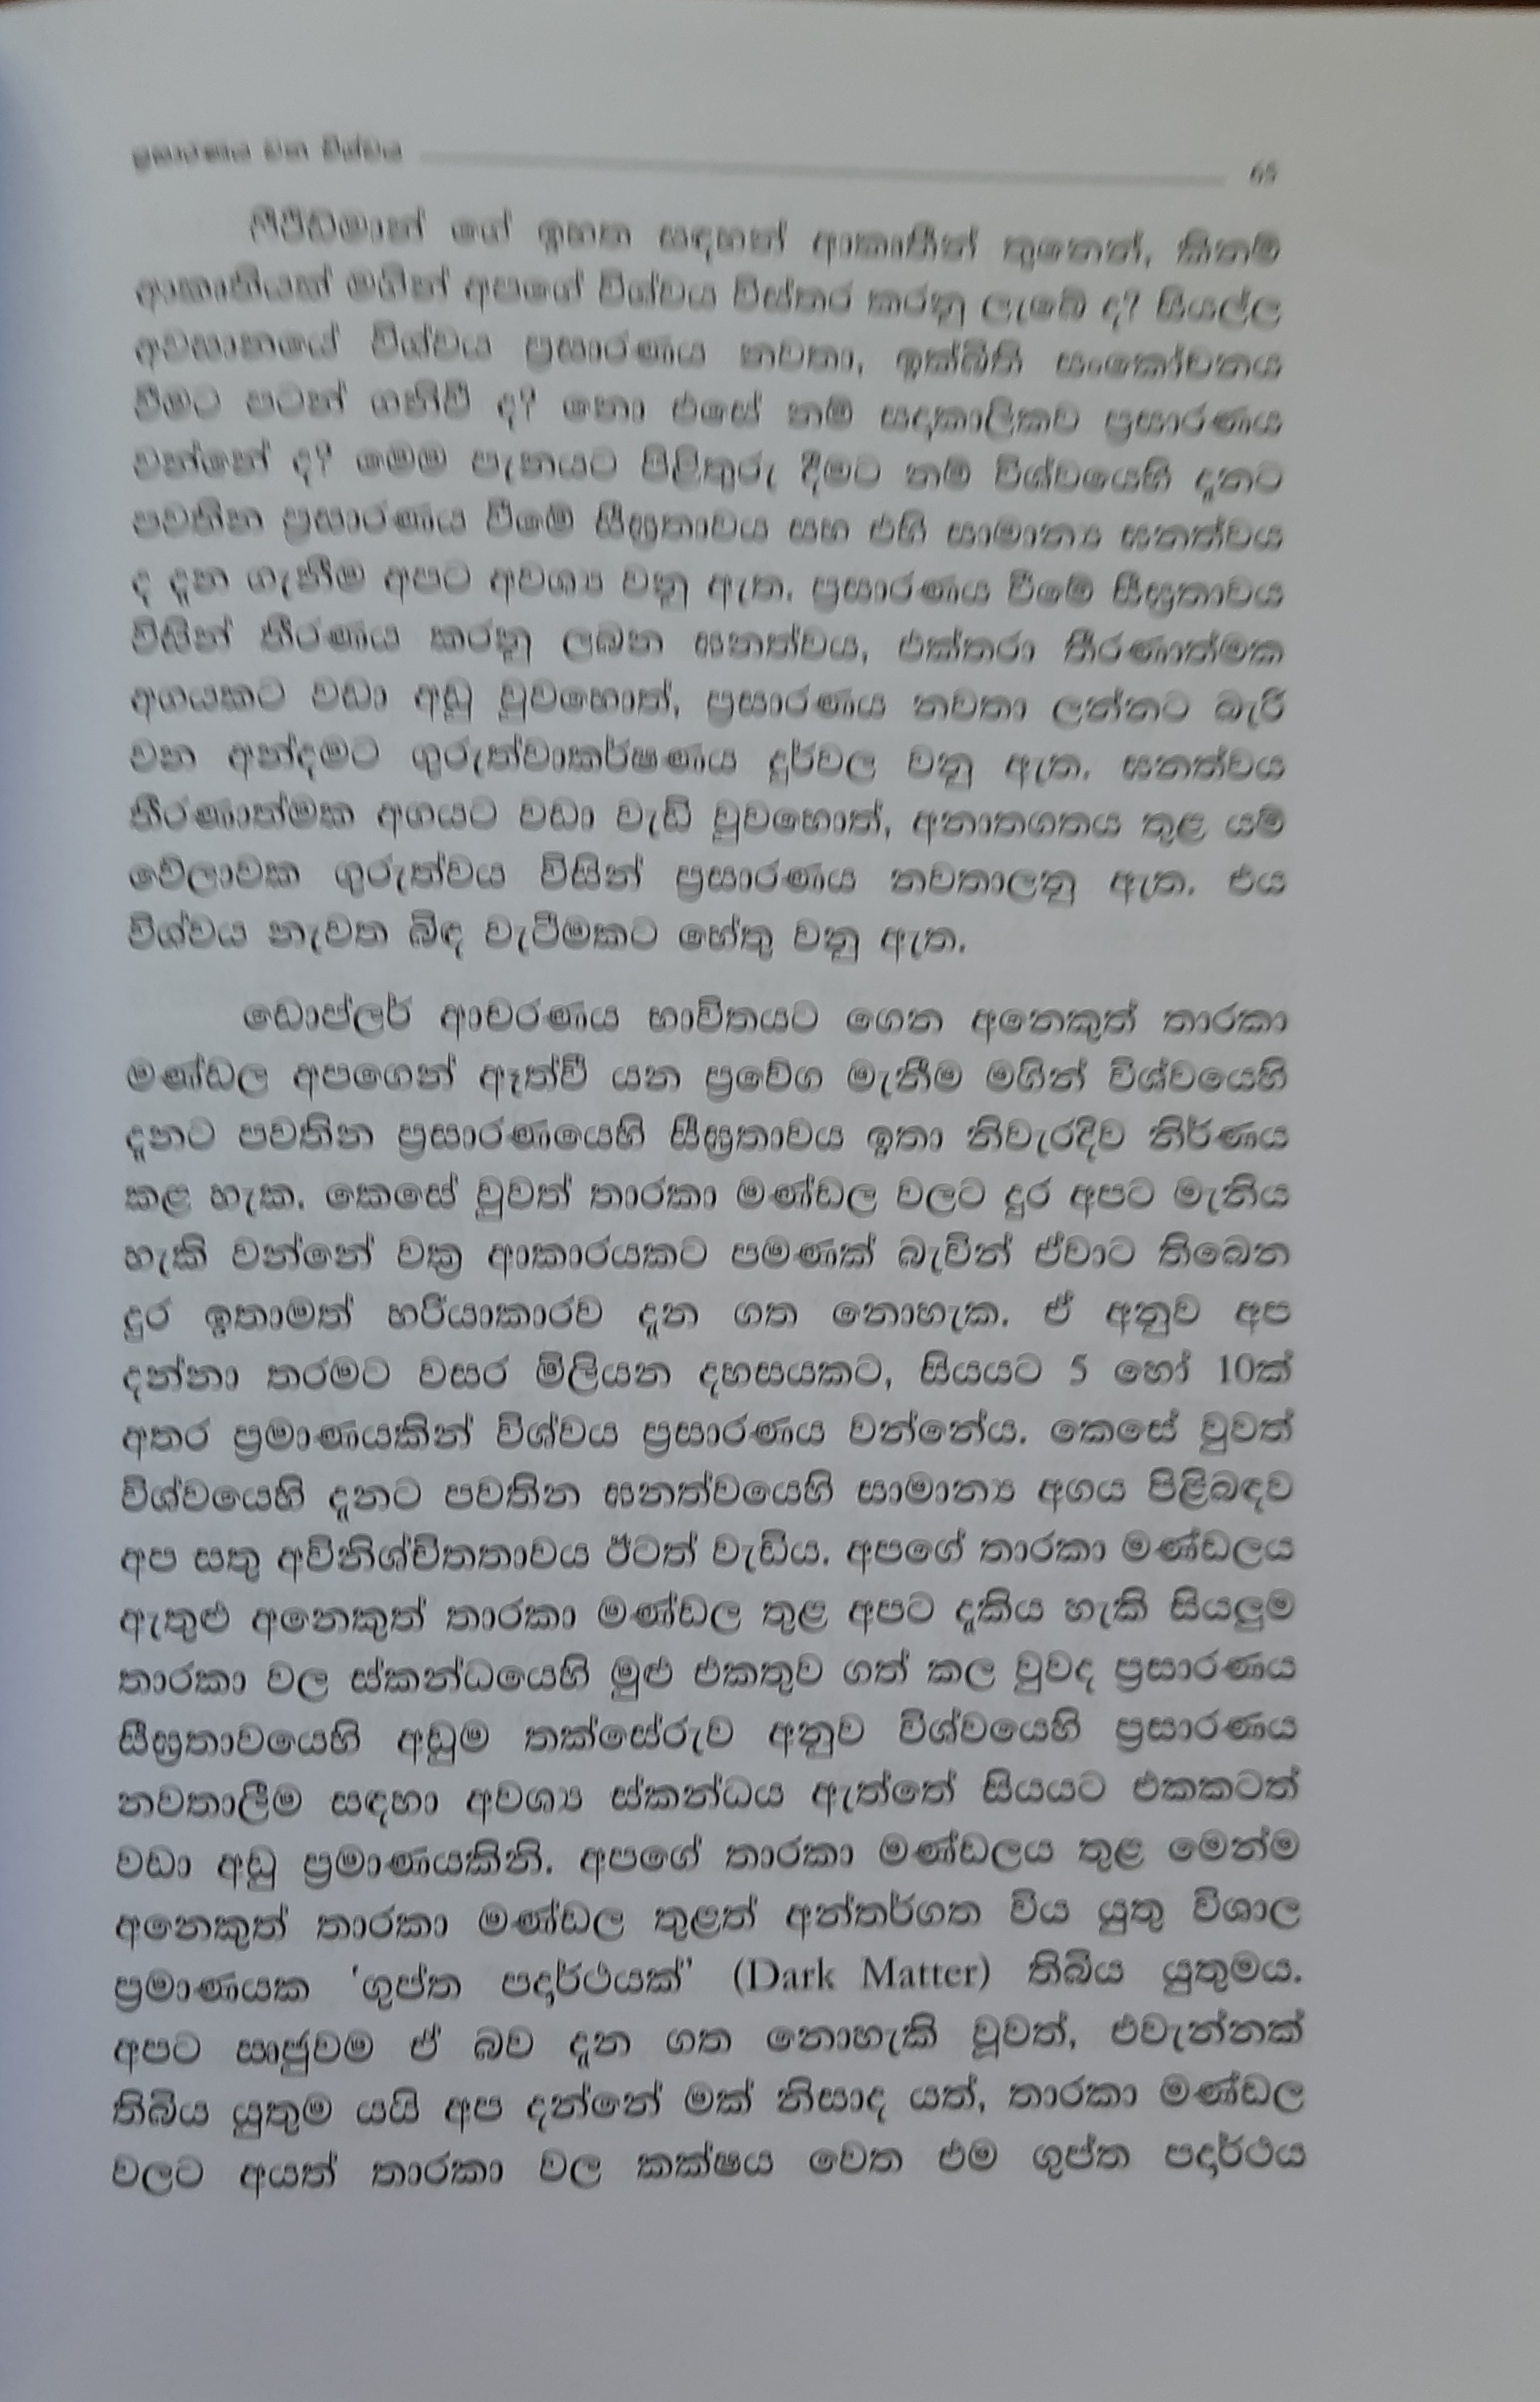 ප්‍රසාරණය වන විශ්වය 65
ෆ්‍රීඩ්මාන් ගේ ඉහත සඳහන් ආකෘතීන් තුනෙන්, කිනම්
ආකෘතියක් මගින් අපගේ විශ්වය විස්තර කරනු ලැබේ ද? සියල්ල
අවසානයේ විශ්වය ප්‍රසාරණය නවතා, ඉක්බිති සංකෝචනය
වීමට පටන් ගනීවි ද? නො එසේ නම් සදකාලිකව ප්‍රසාරණය
වන්නේ ද? මෙම පැනයට පිළිතුරු දීමට නම් විශ්වයෙහි දැනට
පවතින ප්‍රසාරණය වීමේ සීඝ්‍රතාවය සහ එහි සාමාන්‍ය ඝනත්වය
ද දැන ගැනීම අපට අවශ්‍ය වනු ඇත. ප්‍රසාරණය වීමේ සීඝ්‍රතාවය
විසින් තීරණය කරනු ලබන ඝනත්වය, එක්තරා තීරණාත්මක
අගයකට වඩා අඩු වුවහොත්, ප්‍රසාරණය නවතා ලන්නට බැරි
වන අන්දමට ගුරුත්වාකර්ෂණය දුර්වල වනු ඇත. ඝනත්වය
තීරණාත්මක අගයට වඩා වැඩි වුවහොත්, අනාතගතය තුළ යම්
වේලාවක ගුරුත්වය විසින් ප්‍රසාරණය නවතාලනු ඇත. එය
විශ්වය නැවත බිඳ වැටීමකට හේතු වනු ඇත.
ඩොප්ලර් ආචරණය භාවිතයට ගෙන අනෙකුත් තාරකා
මණ්ඩල අපගෙන් ඈත්වී යන ප්‍රවේග මැනීම මගින් විශ්වයෙහි
දැනට පවතින ප්‍රසාරණයෙහි සීඝ්‍රතාවය ඉතා නිවැරදිව තිර්ණය
කළ හැක. කෙසේ වුවත් තාරකා මණ්ඩල වලට දුර අපට මැනිය
හැකි වන්නේ වක්‍ර ආකාරයකට පමණක් බැවින් ඒවාට තිබෙන
දුර ඉතාමත් හරියාකාරව දැන ගත නොහැක. ඒ අනුව අප
දන්නා තරමට වසර මිලියන දහසයකට, සියයට 5 හෝ 10ක්
අතර ප්‍රමාණයකින් විශ්වය ප්‍රසාරණය වන්නේය. කෙසේ වුවත්
විශ්වයෙහි දැනට පවතින ඝනත්වයෙහි සාමාන්‍ය අගය පිළිබඳව
අප සතු අවිනිශ්චිතතාවය ඊටත් වැඩිය. අපගේ තාරකා මණ්ඩලය
ඇතුළු අනෙකුත් තාරකා මණ්ඩල තුළ අපට දැකිය හැකි සියලුම
තාරකා වල ස්කන්ධයෙහි මුළු එකතුව ගත් කල වුවද ප්‍රසාරණය
සීඝ්‍රතාවයෙහි අඩුම තක්සේරුව අනුව විශ්වයෙහි ප්‍රසාරණය
නවතාලීම සඳහා අවශ්‍ය ස්කන්ධය ඇත්තේ සියයට එකකටත්
වඩා අඩු ප්‍රමාණයකිනි. අපගේ තාරකා මණ්ඩලය තුළ මෙන්ම
අනෙකුත් තාරකා මණ්ඩල තුළත් අන්තර්ගත විය යුතු විශාල
ප්‍රමාණයක 'ගුප්ත පදාර්ථයක්' (Dark Matter) තිබිය යුතුමය.
අපට ඍජුවම ඒ බව දැන ගත නොහැකි වූවත්, එවැන්නක්
තිබිය යුතුම යයි අප දන්නේ මක් නිසාද යත්, තාරකා මණ්ඩල
වලට අයත් තාරකා වල කක්ෂය වෙත එම ගුප්ත පදාර්ථය